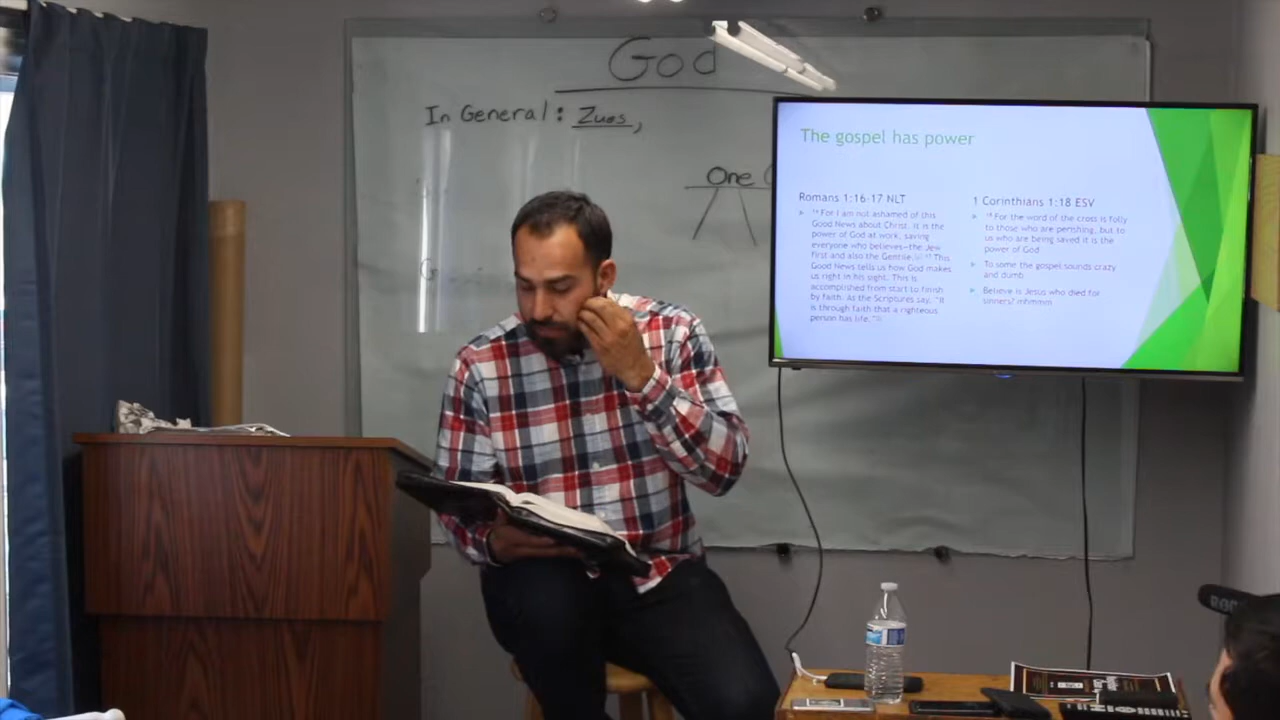 God
In General: Zues,
One
The gospel has power
Romans 1:16-17 NLT
16 For I am not ashamed of this
Good News about Christ. It is the
power of God at work, saving
everyone who believes—the Jew
first and also the Gentile. 17 This
Good News tells us how God makes
us right in his sight. This is
accomplished from start to finish
by faith. As the Scriptures say, "It
is through faith that a righteous
person has life."
1 Corinthians 1:18 ESV
18 For the word of the cross is folly
to those who are perishing, but to
us who are being saved it is the
power of God
To some the gospel sounds crazy
and dumb
Believe is Jesus who died for
sinners? mhmmm